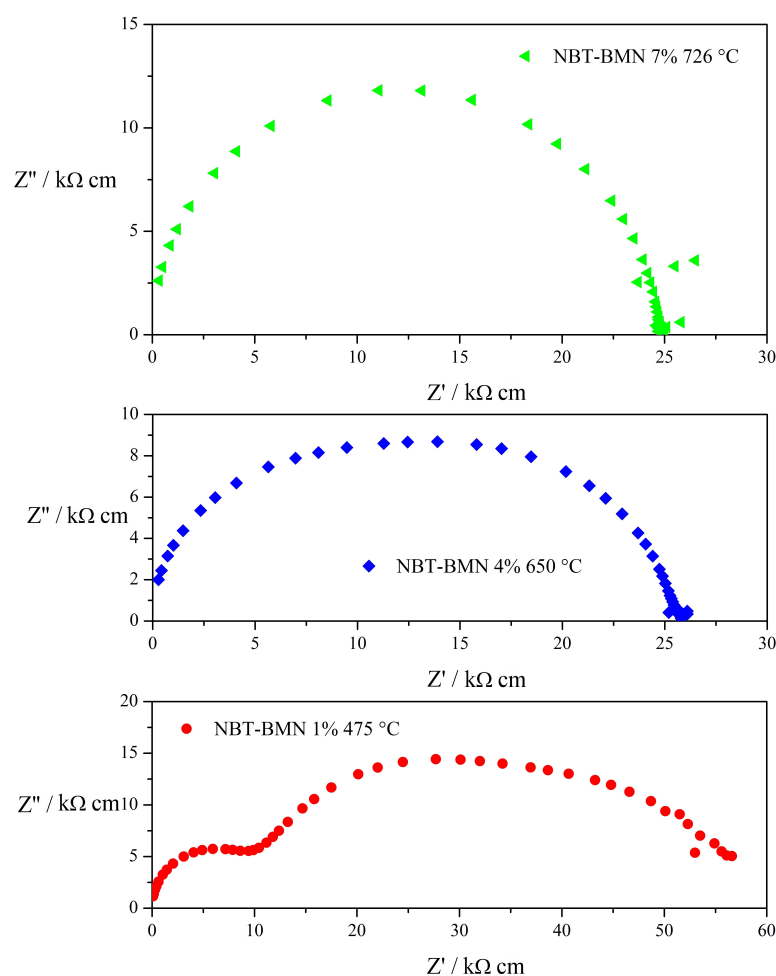 15
NBT-BMN 7% 726 °C
10
Z" / kΩ cm
5
0
0 5 10 15 20 25 30
Z' / kΩ cm
10
8
6
Z" / kΩ cm
4
NBT-BMN 4% 650 °C
2
0
0 5 10 15 20 25 30
Z' / kΩ cm
20
NBT-BMN 1% 475 °C
15
Z" / kΩ cm
10
5
0
0 10 20 30 40 50 60
Z' / kΩ cm